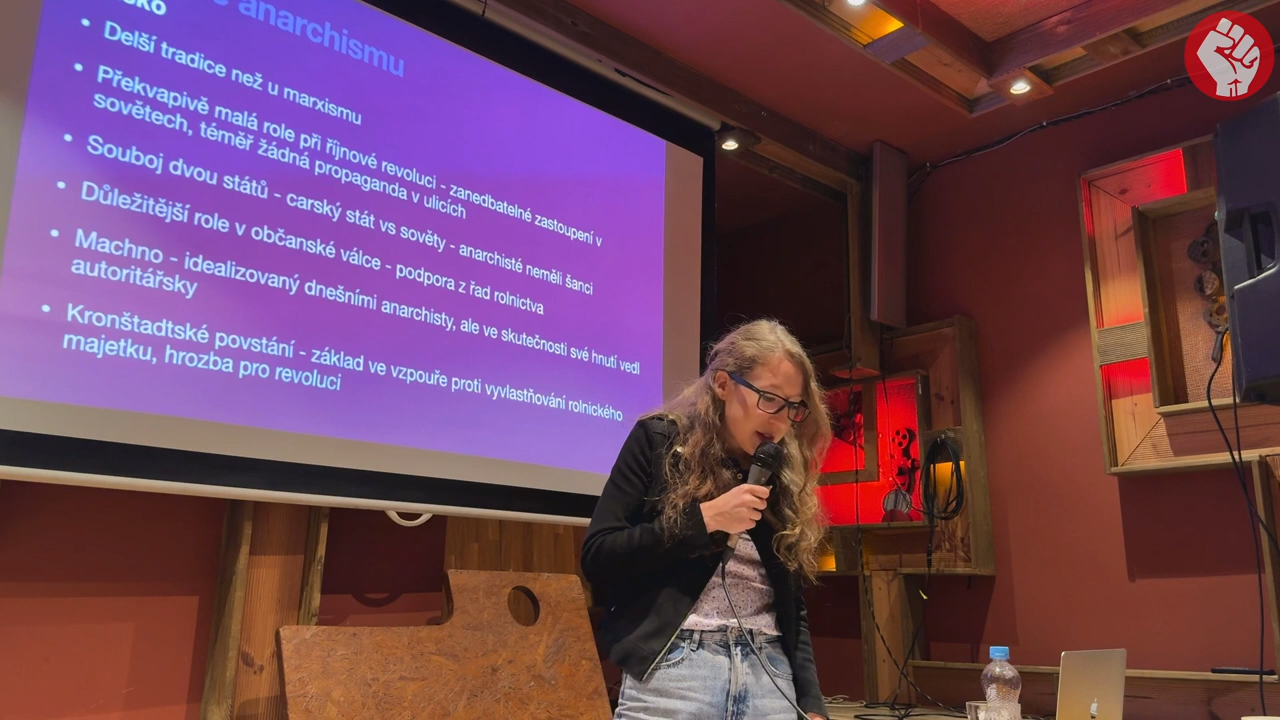 anarchismu
Delší tradice než u marxismu
Překvapivě malá role při říjnové revoluci - zanedbatelné zastoupení v
sovětech, téměř žádná propaganda v ulicích
Souboj dvou států - carský stát vs sověty - anarchisté neměli šanci
Důležitější role v občanské válce - podpora z řad rolnictva
Machno - idealizovaný dnešními anarchisty, ale ve skutečnosti své hnutí vedl
autoritářsky
Kronštadtské povstání - základ ve vzpouře proti vyvlastňování rolnického
majetku, hrozba pro revoluci